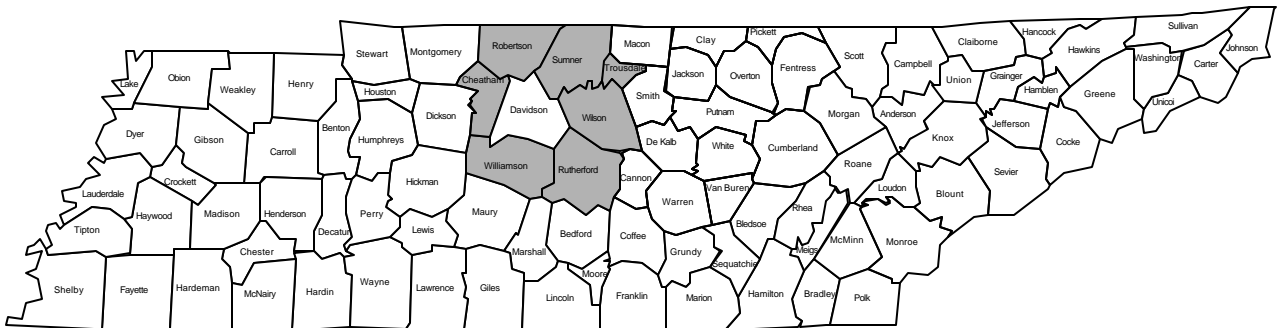 Pickett
Sullivan
Hancock
Clay
Claiborne
Macon
Robertson
Johnson
Hawkins
Montgomery
Stewart
Scott
Washington
Sumner
Campbell
Carter
Fentress
Trousdale
Jackson
Overton
Grainger
Obion
Cheatham
Union
Lake
Henry
Weakley
Houston
Hamblen
Greene
Smith
Unicoi
Davidson
Putnam
Morgan
Anderson
Dickson
Wilson
Jefferson
Benton
Dyer
Gibson
Humphreys
Knox
De Kalb
Cocke
White
Cumberland
Carroll
Roane
Williamson
Rutherford
Sevier
Cannon
Crockett
Hickman
Van Buren
Loudon
Lauderdale
Blount
Warren
Rhea
Haywood
Madison
Henderson
Perry
Maury
Bledsoe
Tipton
Lewis
Decatur
Bedford
Coffee
McMinn
Monroe
Chester
Marshall
Grundy
Meigs
Sequatchie
Moore
Wayne
Shelby
Fayette
Hardeman
McNairy
Hardin
Lawrence
Giles
Lincoln
Franklin
Marion
Hamilton
Bradley
Polk